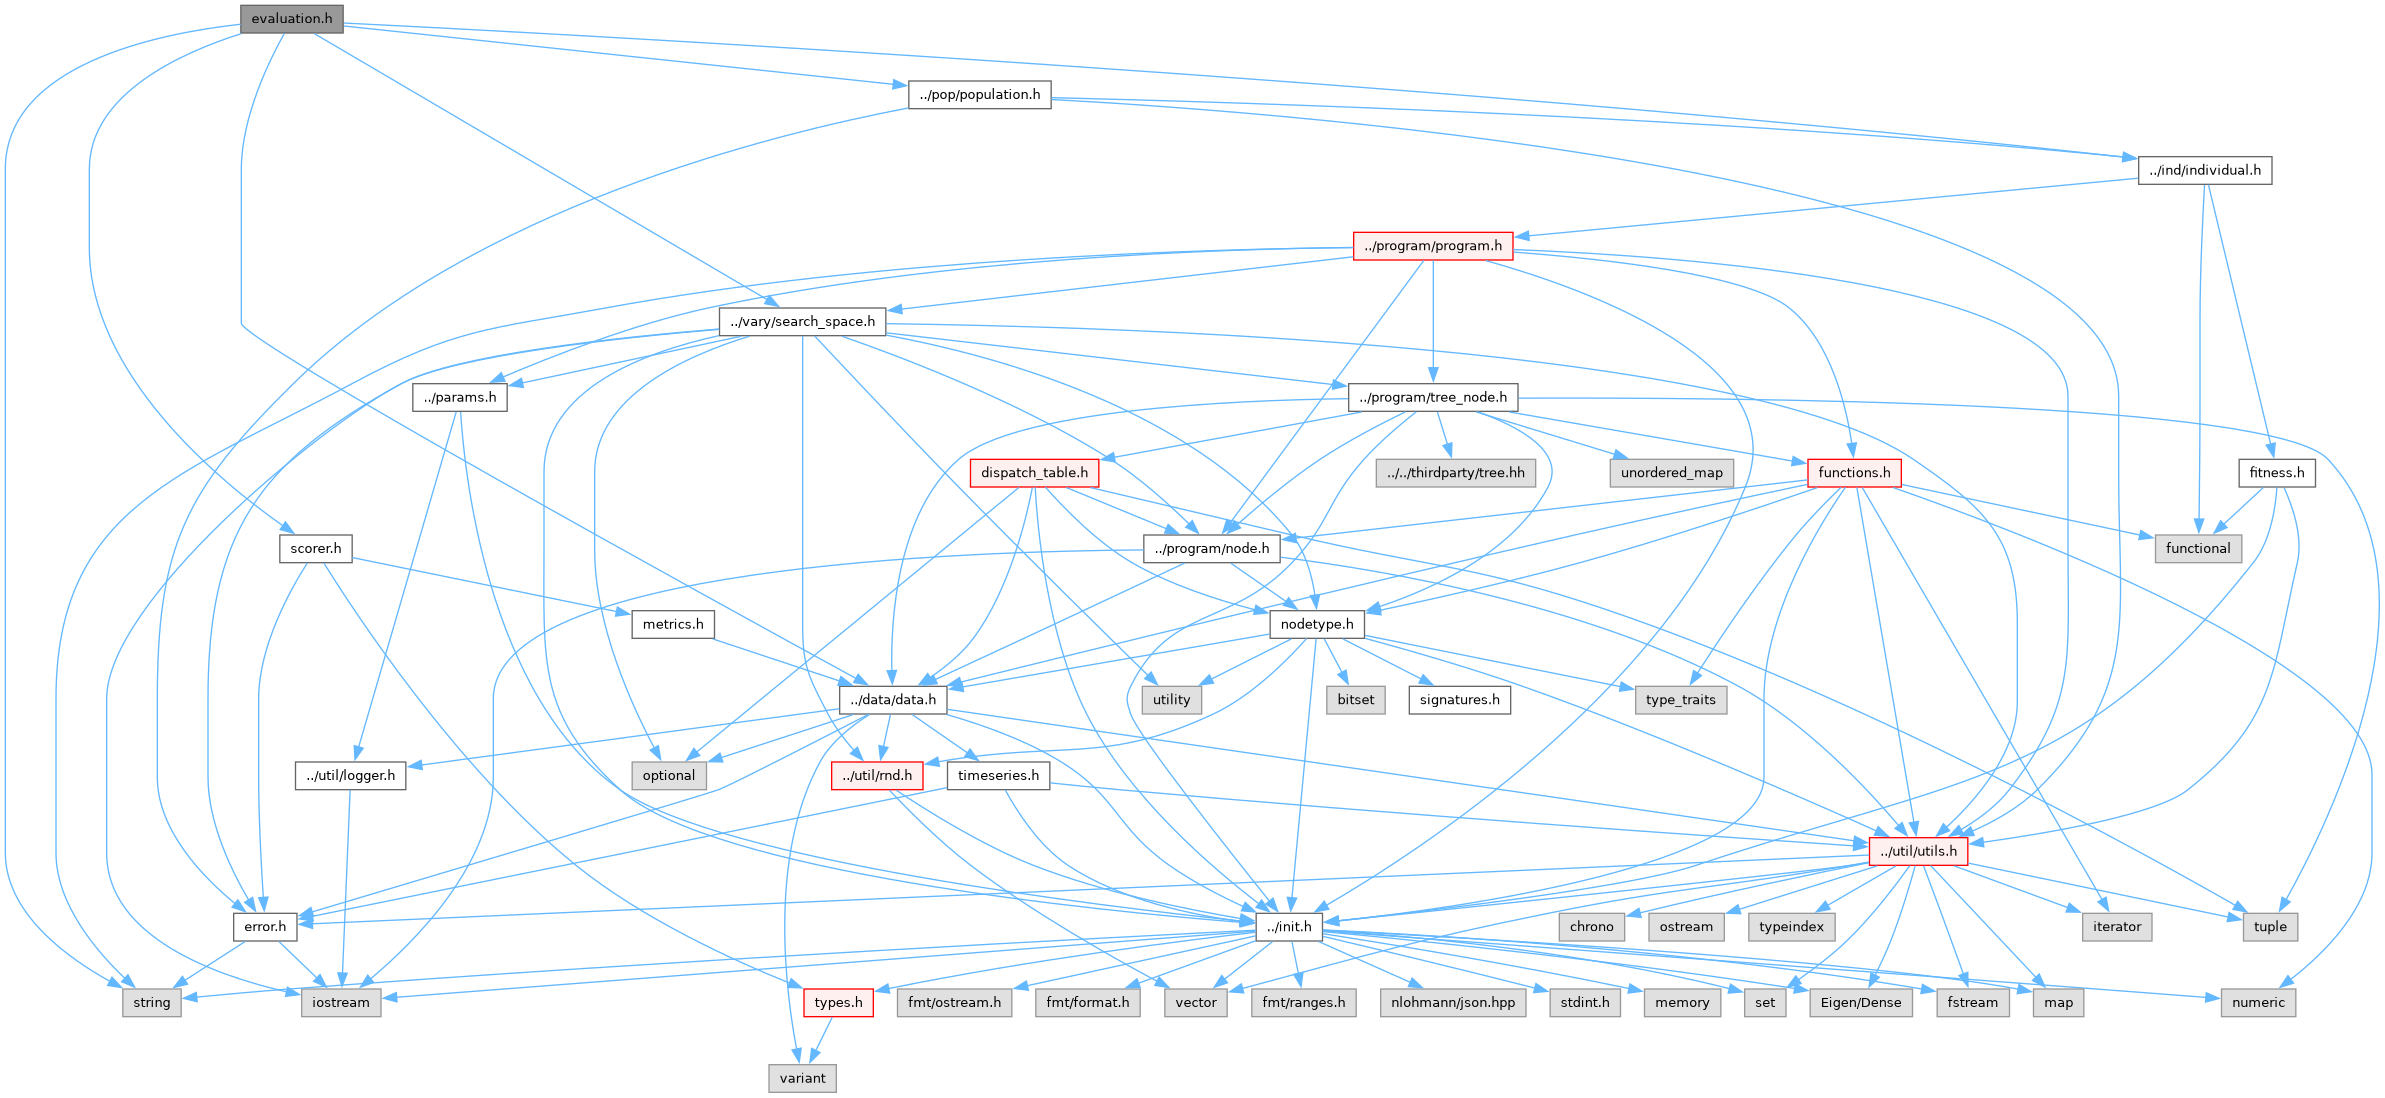 evaluation.h
../pop/population.h
../ind/individual.h
../program/program.h
../vary/search_space.h
../params.h
../program/tree_node.h
dispatch_table.h
../../thirdparty/tree.hh
unordered_map
functions.h
fitness.h
scorer.h
../program/node.h
functional
metrics.h
nodetype.h
../data/data.h
utility
bitset
signatures.h
type_traits
../util/logger.h
optional
../util/rnd.h
timeseries.h
../util/utils.h
error.h
../init.h
chrono
ostream
typeindex
iterator
tuple
string
iostream
types.h
fmt/ostream.h
fmt/format.h
vector
fmt/ranges.h
nlohmann/json.hpp
stdint.h
memory
set
Eigen/Dense
fstream
map
numeric
variant